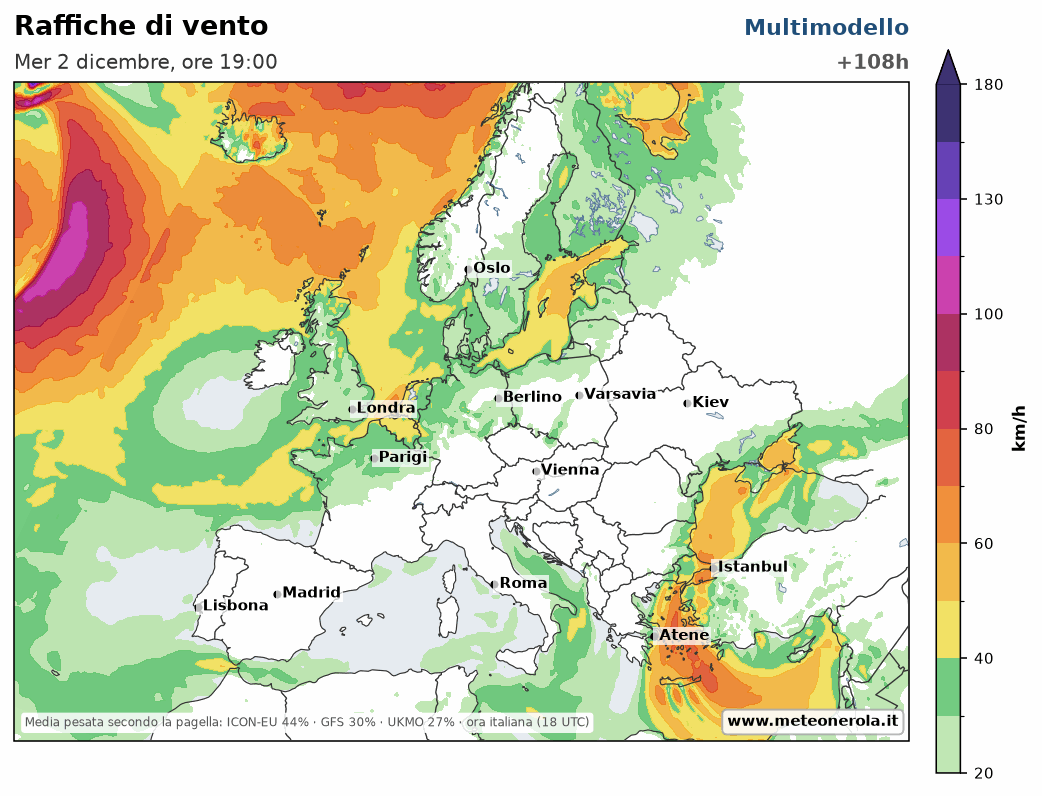 Raffiche di vento
Multimodello
Mer 2 dicembre, ore 19:00
+108h
180
130
100
80
60
40
20
km/h
Oslo
Berlino
Varsavia
Kiev
Londra
Parigi
Vienna
Istanbul
Roma
Madrid
Lisbona
Atene
Media pesata secondo la pagella: ICON-EU 44% · GFS 30% · UKMO 27% · ora italiana (18 UTC)
www.meteonerola.it